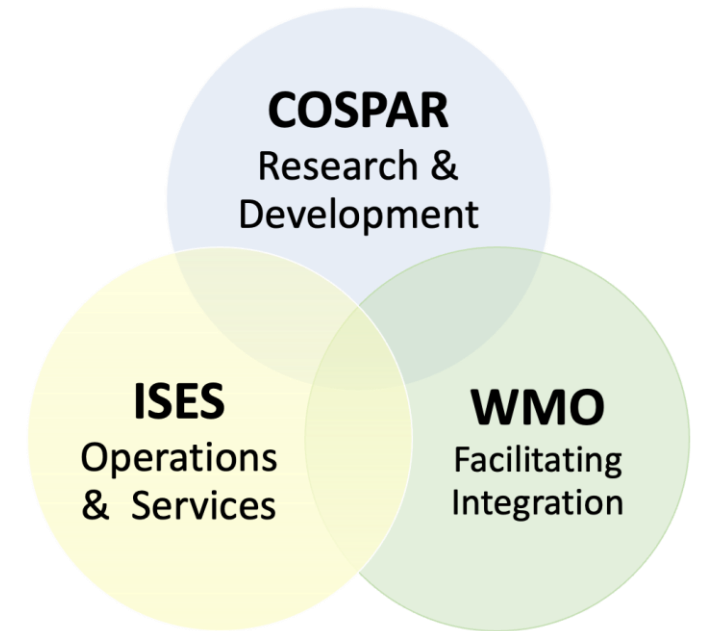 COSPAR
Research &
Development
ISES
Operations
& Services
WMO
Facilitating
Integration